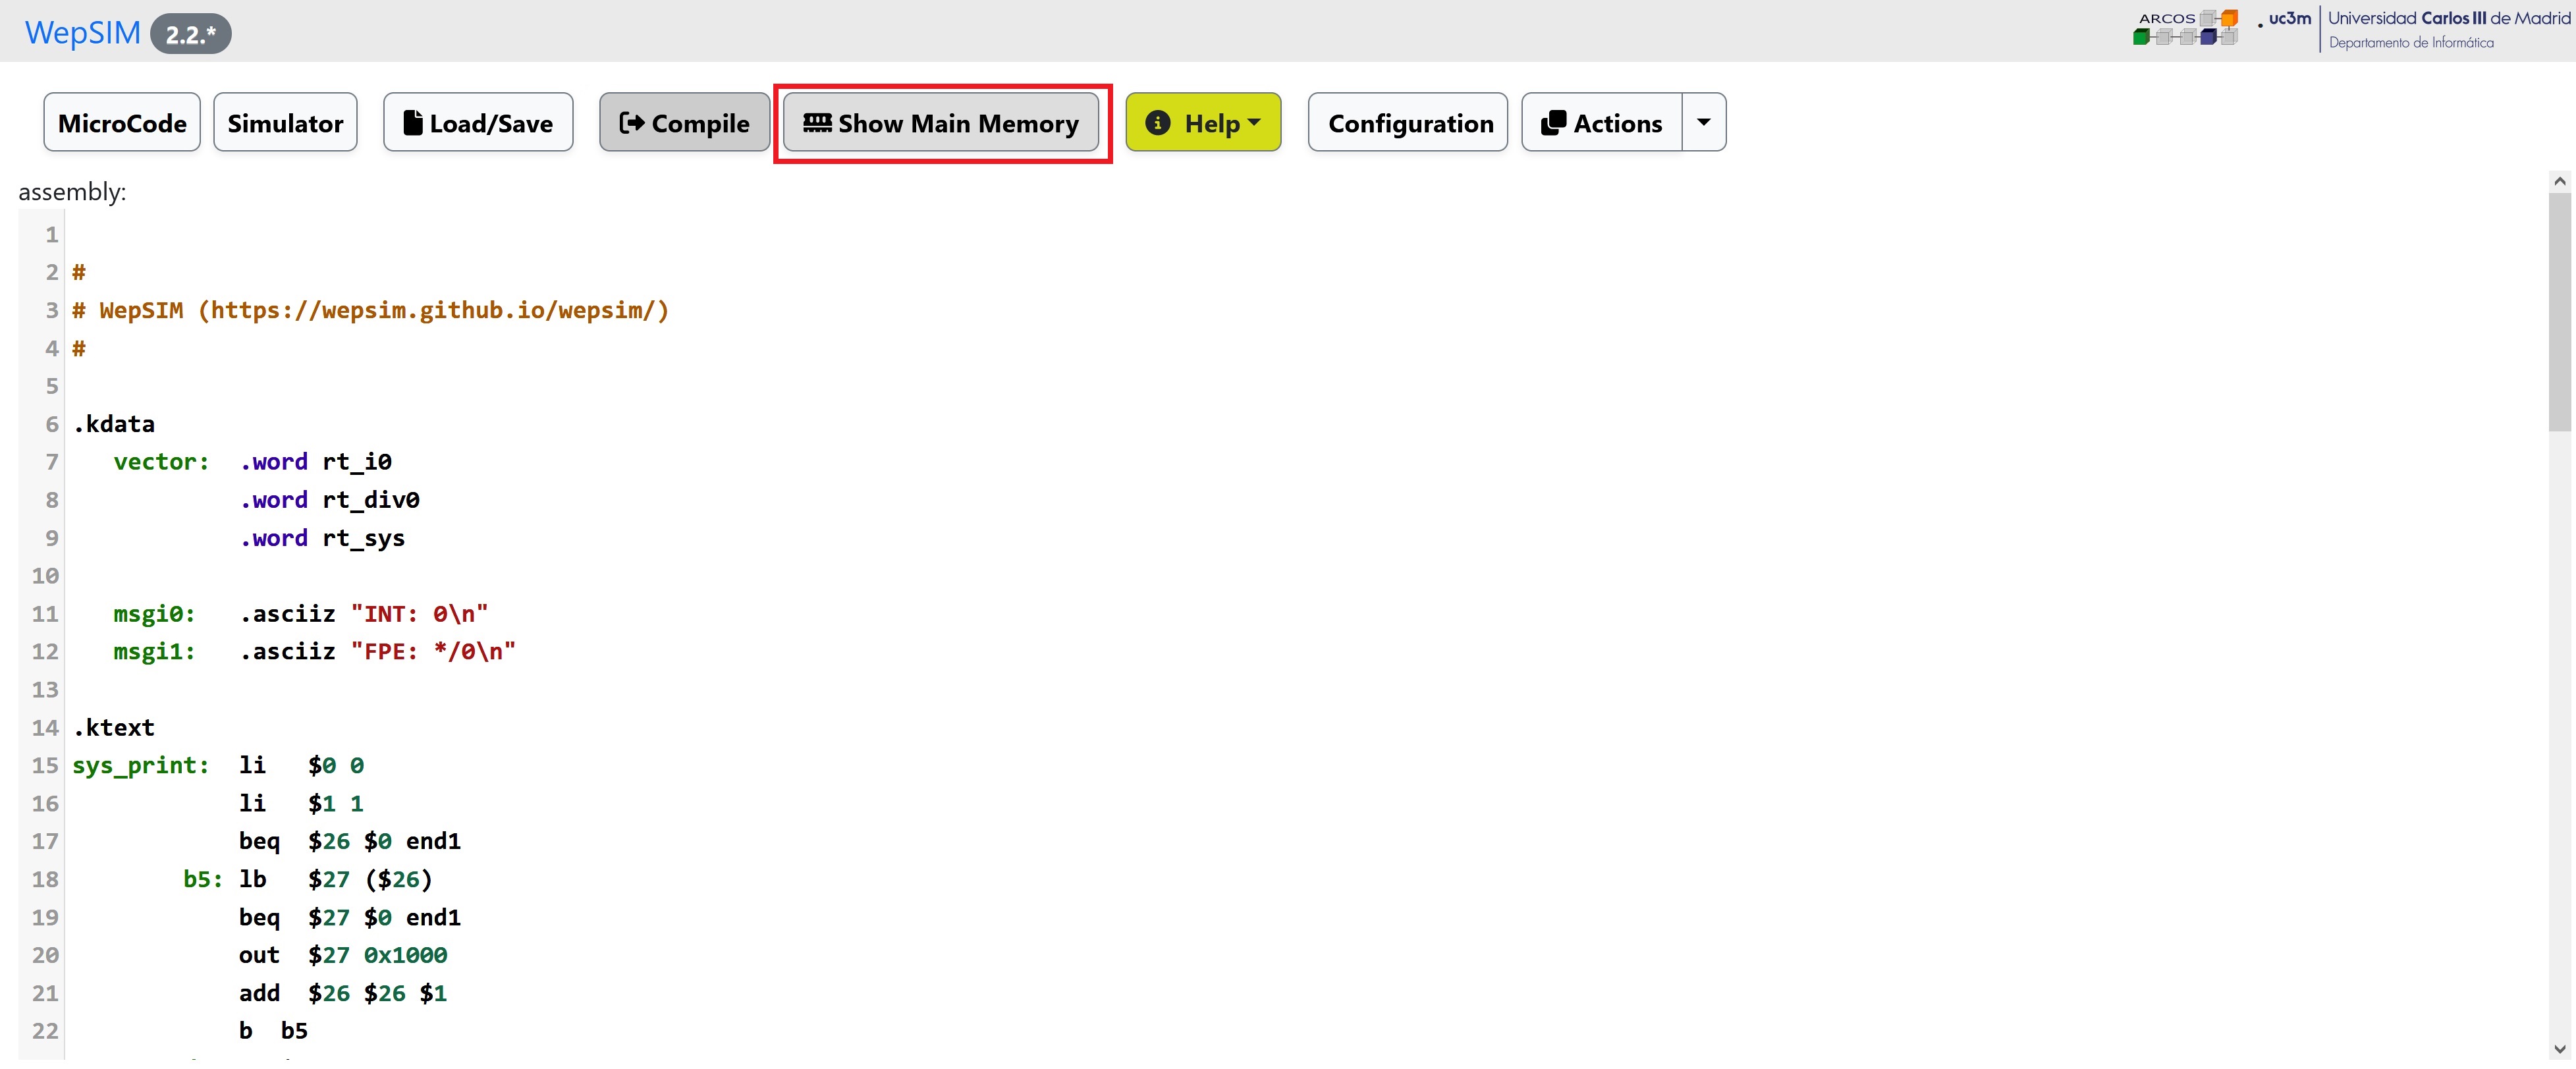 WepSIM 2.2.*
ARCOS
uc3m Universidad Carlos III de Madrid
Departamento de Informática
MicroCode Simulator Load/Save Compile Show Main Memory Help Configuration Actions
assembly:
1
2 #
3 # WepSIM (https://wepsim.github.io/wepsim/)
4 #
5
6 .kdata
7 vector: .word rt_i0
8 .word rt_div0
9 .word rt_sys
10
11 msgi0: .asciiz "INT: 0\n"
12 msgi1: .asciiz "FPE: */0\n"
13
14 .ktext
15 sys_print: li $0 0
16 li $1 1
17 beq $26 $0 end1
18 b5: lb $27 ($26)
19 beq $27 $0 end1
20 out $27 0x1000
21 add $26 $26 $1
22 b b5